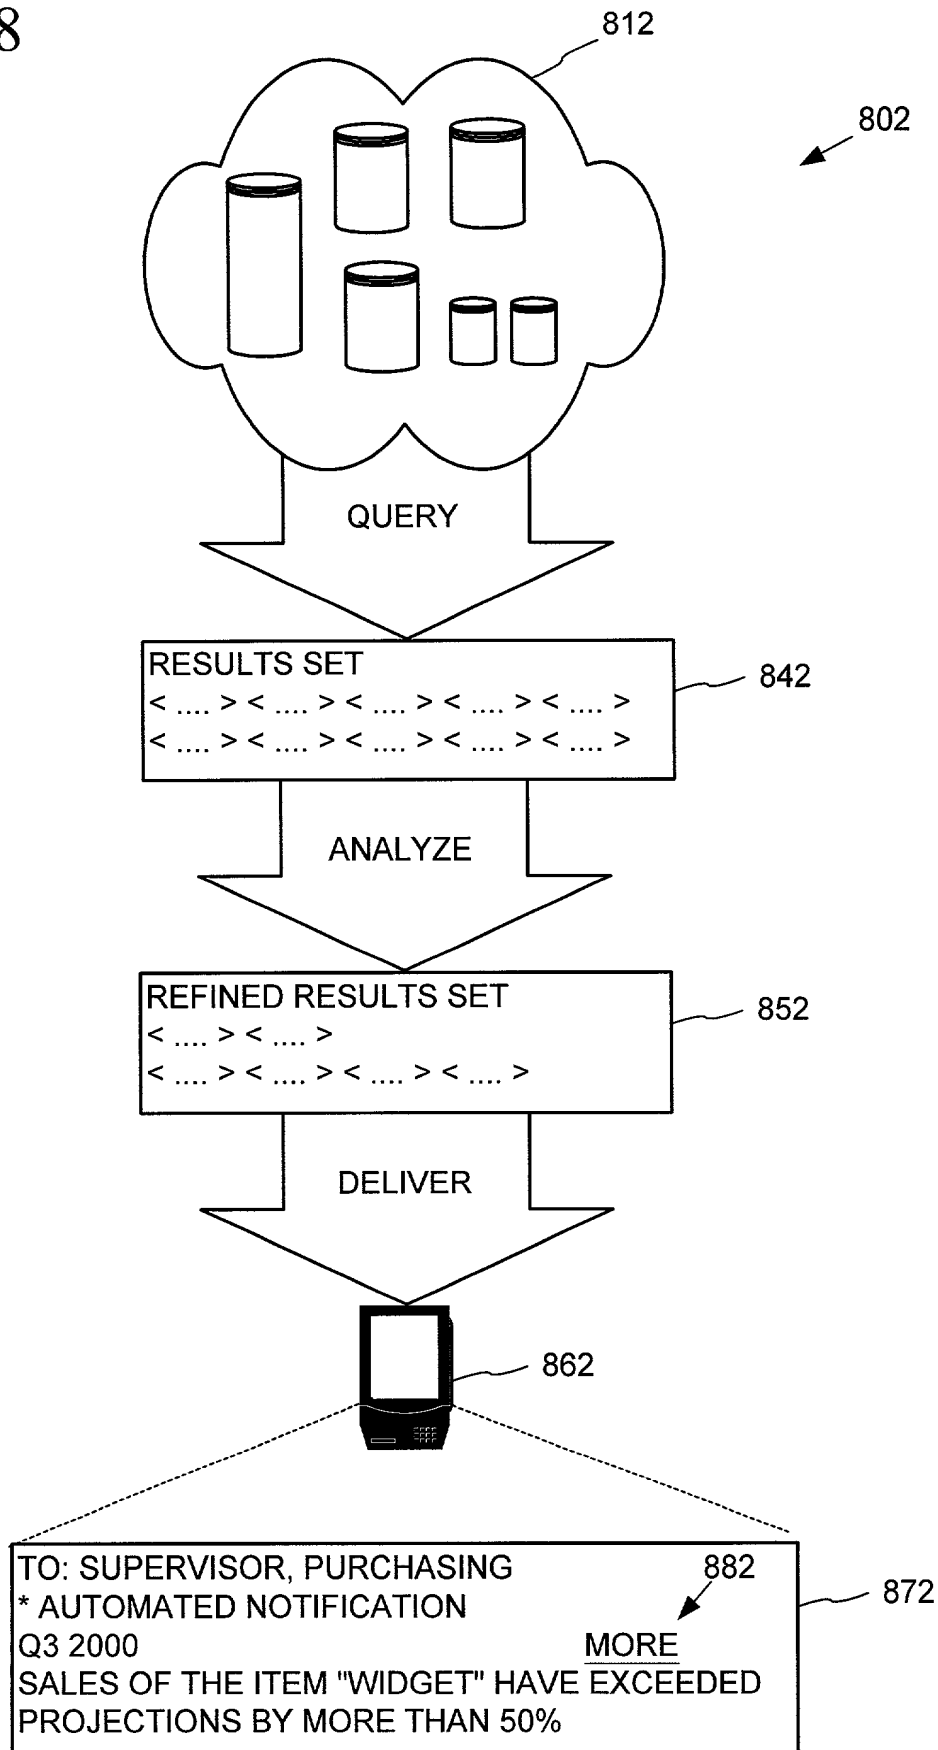 8
812
802
QUERY
RESULTS SET
842
< .... > < .... > < .... > < .... > < .... >
< .... > < .... > < .... > < .... > < .... >
ANALYZE
REFINED RESULTS SET
852
< .... > < .... >
< .... > < .... > < .... > < .... >
DELIVER
862
TO: SUPERVISOR, PURCHASING
882
872
* AUTOMATED NOTIFICATION
Q3 2000 MORE
SALES OF THE ITEM "WIDGET" HAVE EXCEEDED
PROJECTIONS BY MORE THAN 50%